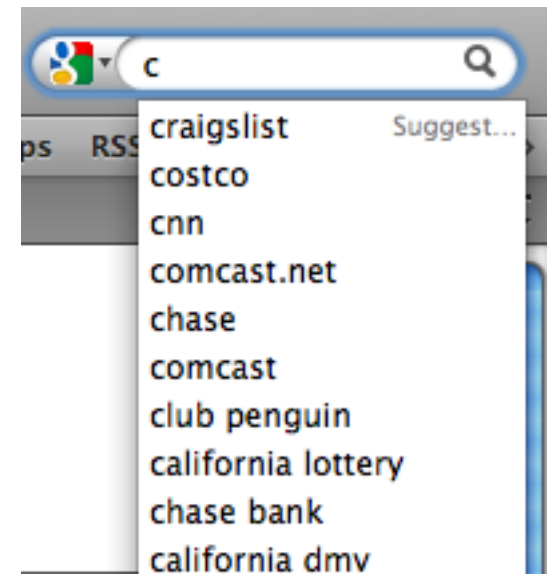 c
craigslist Suggest...
ps RSS
costco
cnn
comcast.net
chase
comcast
club penguin
california lottery
chase bank
california dmv